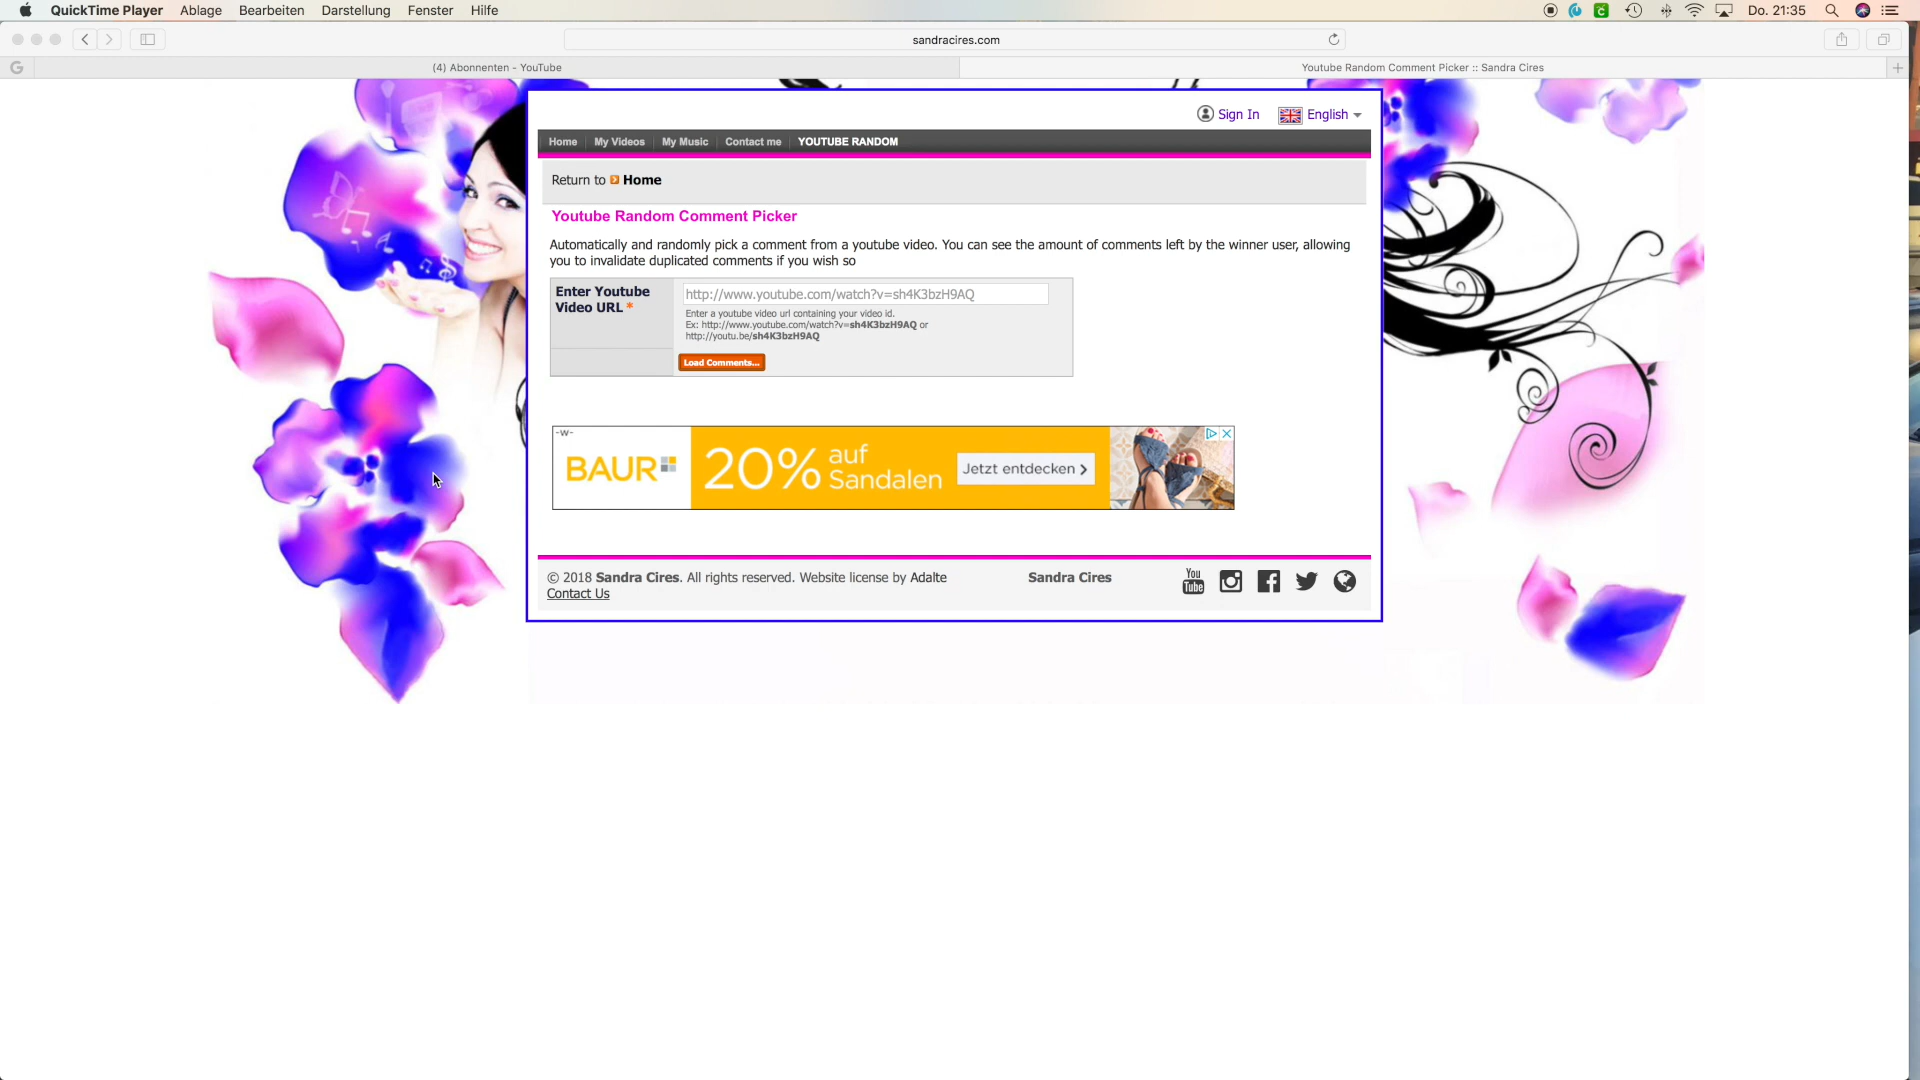 QuickTime Player Ablage Bearbeiten Darstellung Fenster Hilfe Do. 21:35
sandracires.com
(4) Abonnenten - YouTube Youtube Random Comment Picker :: Sandra Cires
Sign In English
Home My Videos My Music Contact me YOUTUBE RANDOM
Return to Home
Youtube Random Comment Picker
Automatically and randomly pick a comment from a youtube video. You can see the amount of comments left by the winner user, allowing
you to invalidate duplicated comments if you wish so
Enter Youtube
Video URL *
http://www.youtube.com/watch?v=sh4K3bzH9AQ
Enter a youtube video url containing your video id.
Ex: http://www.youtube.com/watch?v=sh4K3bzH9AQ or
http://youtu.be/sh4K3bzH9AQ
Load Comments...
-w-
BAUR 20% auf Sandalen Jetzt entdecken
© 2018 Sandra Cires. All rights reserved. Website license by Adalte
Contact Us
Sandra Cires
You Tube